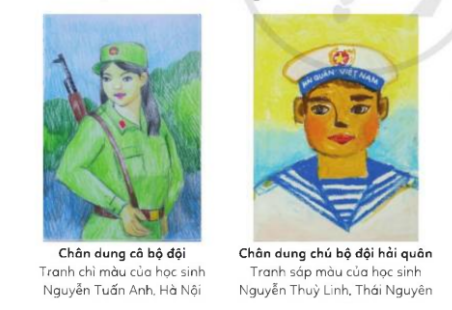 HẢI QUÂN VIỆT NAM
Chân dung cô bộ đội
Tranh chì màu của học sinh
Nguyễn Tuấn Anh, Hà Nội
Chân dung chú bộ đội hải quân
Tranh sáp màu của học sinh
Nguyễn Thuỳ Linh, Thái Nguyên